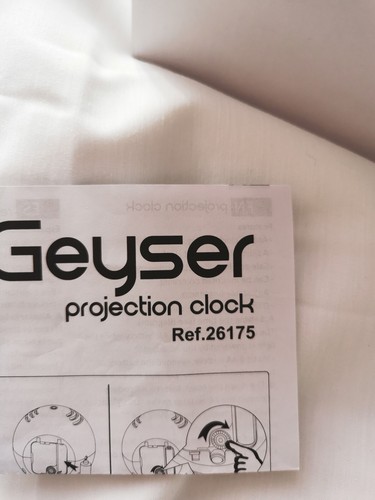 Geyser
projection clock
Ref.26175